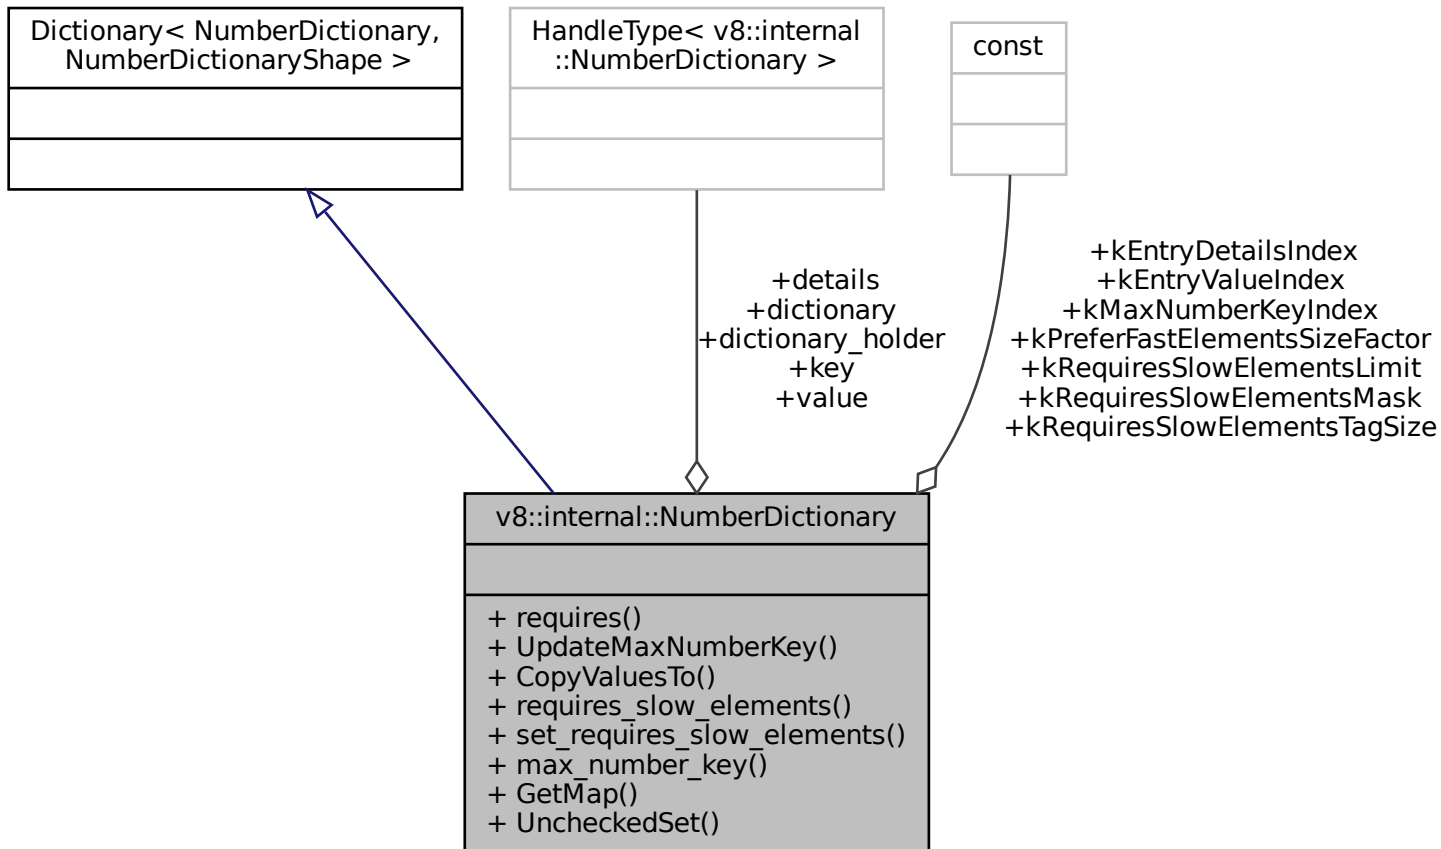 Dictionary< NumberDictionary,
NumberDictionaryShape >
HandleType< v8::internal
::NumberDictionary >
const
+details
+dictionary
+dictionary_holder
+key
+value
+kEntryDetailsIndex
+kEntryValueIndex
+kMaxNumberKeyIndex
+kPreferFastElementsSizeFactor
+kRequiresSlowElementsLimit
+kRequiresSlowElementsMask
+kRequiresSlowElementsTagSize
v8::internal::NumberDictionary
+ requires()
+ UpdateMaxNumberKey()
+ CopyValuesTo()
+ requires_slow_elements()
+ set_requires_slow_elements()
+ max_number_key()
+ GetMap()
+ UncheckedSet()